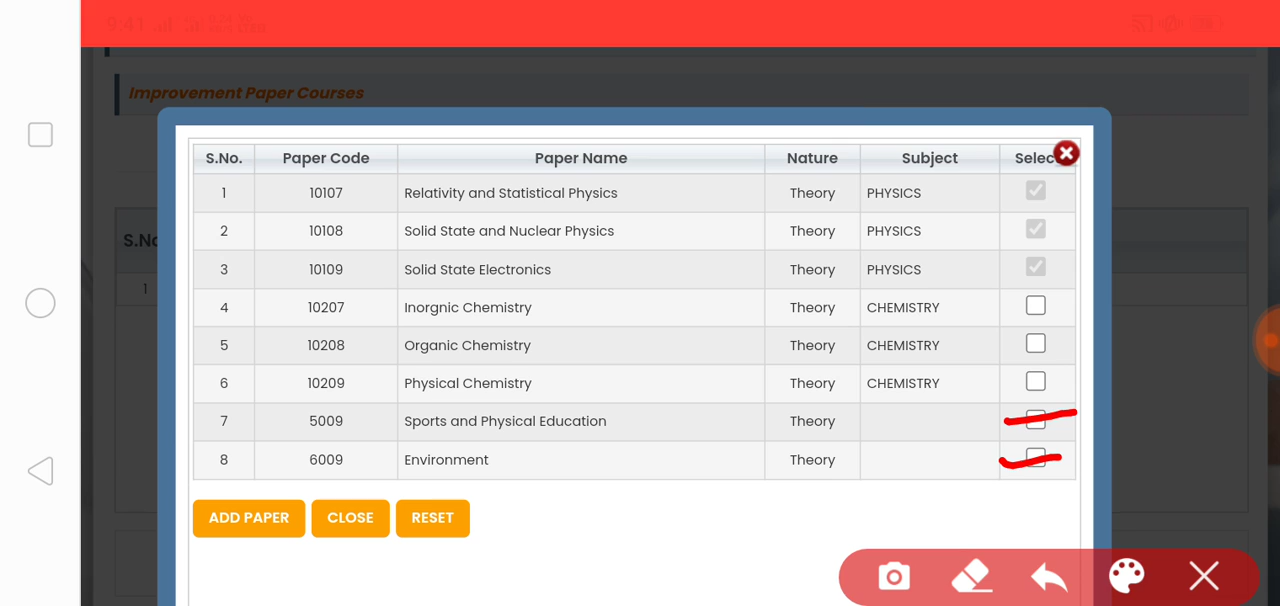 9:41
Improvement Paper Courses
S.No. Paper Code Paper Name Nature Subject Selec
1 10107 Relativity and Statistical Physics Theory PHYSICS
2 10108 Solid State and Nuclear Physics Theory PHYSICS
3 10109 Solid State Electronics Theory PHYSICS
4 10207 Inorgnic Chemistry Theory CHEMISTRY
5 10208 Organic Chemistry Theory CHEMISTRY
6 10209 Physical Chemistry Theory CHEMISTRY
7 5009 Sports and Physical Education Theory
8 6009 Environment Theory
S.No
1
ADD PAPER CLOSE RESET